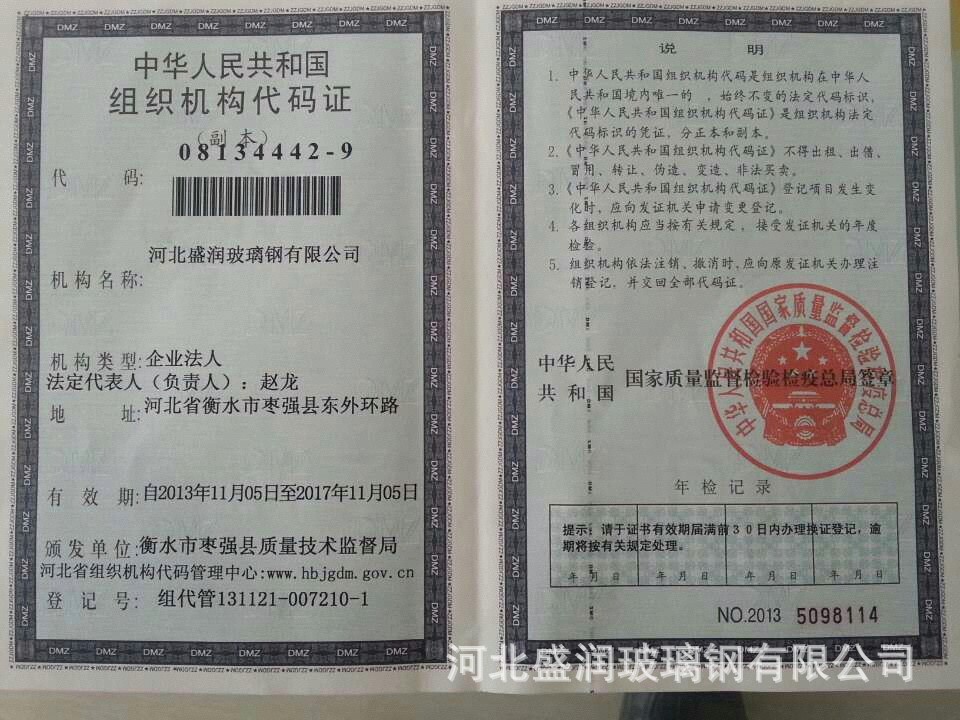 中华人民共和国
组织机构代码证
(副本)
代 码: 08134442-9
河北盛润玻璃钢有限公司
机构名称:
机构类型: 企业法人
法定代表人(负责人): 赵龙
地 址: 河北省衡水市枣强县东外环路
有 效 期: 自2013年11月05日至2017年11月05日
颁发单位: 衡水市枣强县质量技术监督局
河北省组织机构代码管理中心:www.hbjgdm.gov.cn
登 记 号: 组代管131121-007210-1
说 明
1. 中华人民共和国组织机构代码是组织机构在中华人
民共和国境内唯一的、始终不变的法定代码标识,
《中华人民共和国组织机构代码证》是组织机构法定
代码标识的凭证,分正本和副本。
2.《中华人民共和国组织机构代码证》不得出租、出借、
冒用、转让、伪造、变造、非法买卖。
3.《中华人民共和国组织机构代码证》登记项目发生变
化时,应向发证机关申请变更登记。
4. 各组织机构应当按有关规定,接受发证机关的年度
检验。
5. 组织机构依法注销、撤消时,应向原发证机关办理注
销登记,并交回全部代码证。
中华人民
共和国 国家质量监督检验检疫总局签章
中华人民共和国国家质量监督检验检疫总局
年检记录
提示:请于证书有效期届满前30日内办理换证登记,逾
期将按有关规定处理。
年 月 日 年 月 日 年 月 日 年 月 日
NO.2013 5098114
河北盛润玻璃钢有限公司